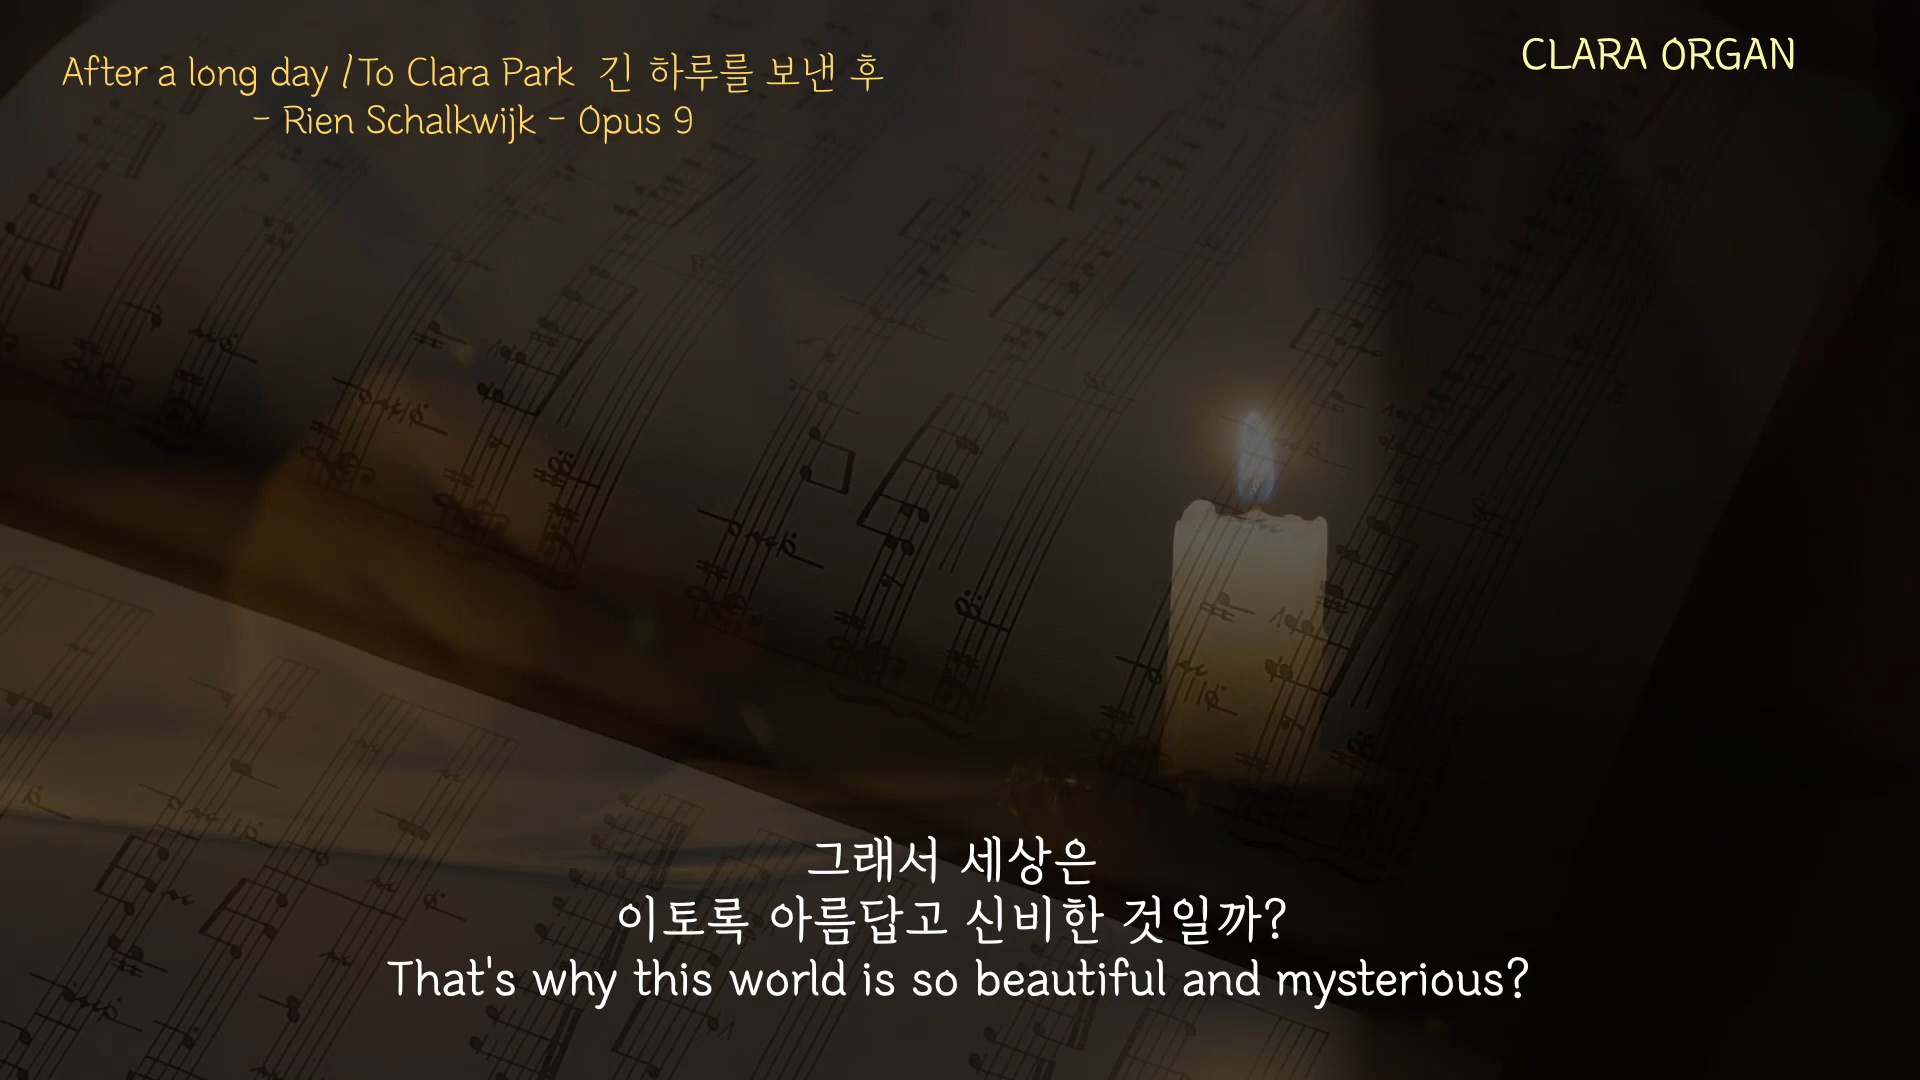 After a long day / To Clara Park 긴 하루를 보낸 후
- Rien Schalkwijk - Opus 9
CLARA ORGAN
그래서 세상은
이토록 아름답고 신비한 것일까?
That's why this world is so beautiful and mysterious?